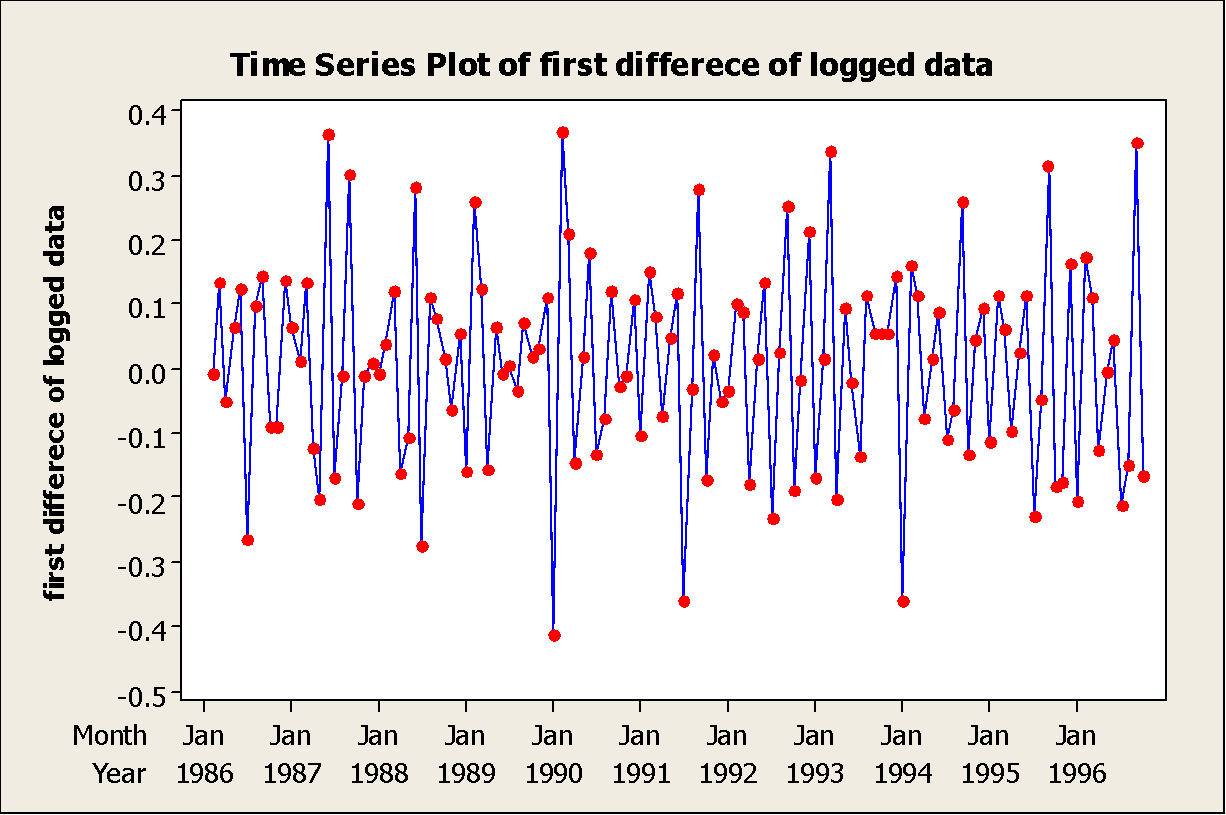 Time Series Plot of first differece of logged data
first differece of logged data
0.4
0.3
0.2
0.1
0.0
-0.1
-0.2
-0.3
-0.4
-0.5
Month Jan Jan Jan Jan Jan Jan Jan Jan Jan Jan Jan
Year 1986 1987 1988 1989 1990 1991 1992 1993 1994 1995 1996